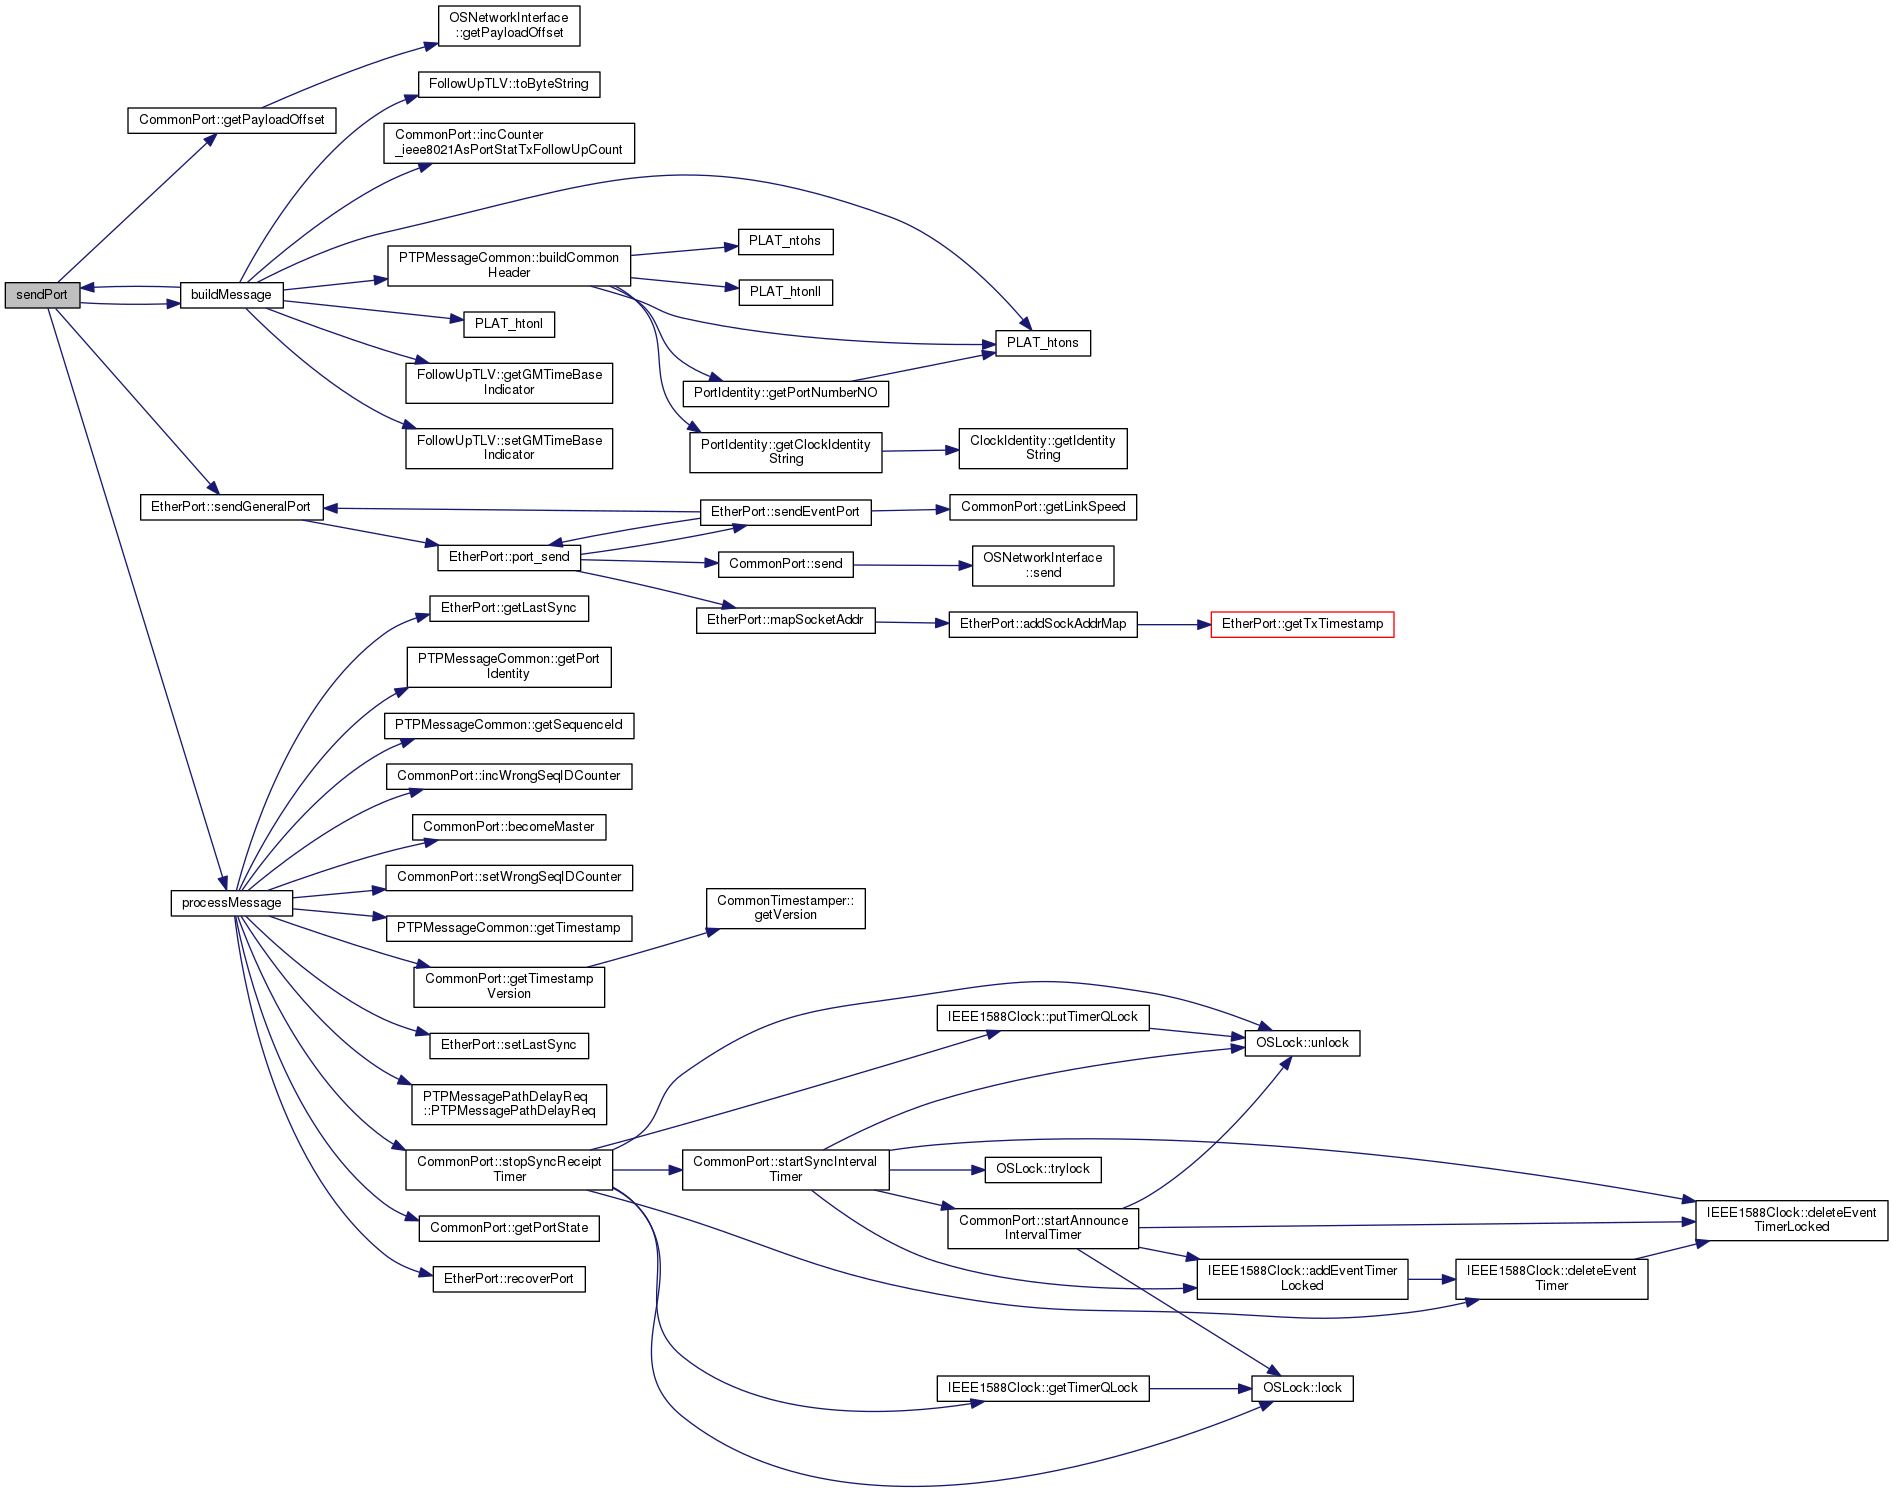 OSNetworkInterface
::getPayloadOffset
FollowUpTLV::toByteString
CommonPort::getPayloadOffset
CommonPort::incCounter
_ieee8021AsPortStatTxFollowUpCount
PLAT_ntohs
PTPMessageCommon::buildCommon
Header
PLAT_htonll
sendPort
buildMessage
PLAT_htonl
PLAT_htons
FollowUpTLV::getGMTimeBase
Indicator
PortIdentity::getPortNumberNO
FollowUpTLV::setGMTimeBase
Indicator
PortIdentity::getClockIdentity
String
ClockIdentity::getIdentity
String
EtherPort::sendGeneralPort
EtherPort::sendEventPort
CommonPort::getLinkSpeed
EtherPort::port_send
CommonPort::send
OSNetworkInterface
::send
EtherPort::getLastSync
EtherPort::mapSocketAddr
EtherPort::addSockAddrMap
EtherPort::getTxTimestamp
PTPMessageCommon::getPort
Identity
PTPMessageCommon::getSequenceId
CommonPort::incWrongSeqIDCounter
CommonPort::becomeMaster
CommonPort::setWrongSeqIDCounter
processMessage
CommonTimestamper::
getVersion
PTPMessageCommon::getTimestamp
CommonPort::getTimestamp
Version
IEEE1588Clock::putTimerQLock
EtherPort::setLastSync
OSLock::unlock
PTPMessagePathDelayReq
::PTPMessagePathDelayReq
CommonPort::stopSyncReceipt
Timer
CommonPort::startSyncInterval
Timer
OSLock::trylock
CommonPort::getPortState
CommonPort::startAnnounce
IntervalTimer
IEEE1588Clock::deleteEvent
TimerLocked
EtherPort::recoverPort
IEEE1588Clock::addEventTimer
Locked
IEEE1588Clock::deleteEvent
Timer
IEEE1588Clock::getTimerQLock
OSLock::lock